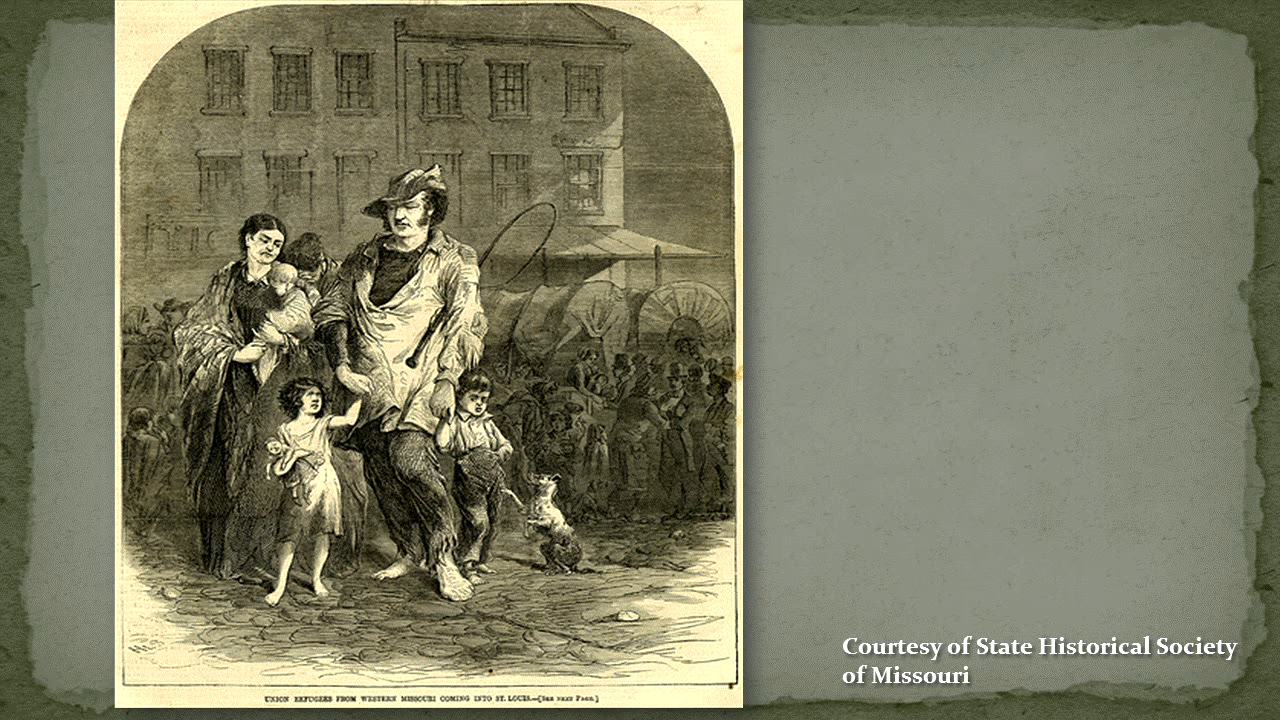 UNION REFUGEES FROM WESTERN MISSOURI COMING INTO ST. LOUIS.—[SEE NEXT PAGE.]
Courtesy of State Historical Society
of Missouri